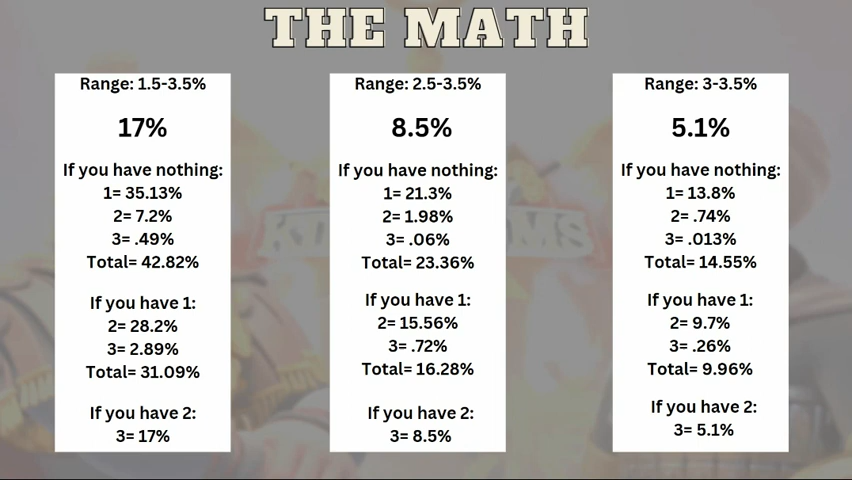 THE MATH
Range: 1.5-3.5%
17%
If you have nothing:
1= 35.13%
2= 7.2%
3= .49%
Total= 42.82%
If you have 1:
2= 28.2%
3= 2.89%
Total= 31.09%
If you have 2:
3= 17%
Range: 2.5-3.5%
8.5%
If you have nothing:
1= 21.3%
2= 1.98%
3= .06%
Total= 23.36%
If you have 1:
2= 15.56%
3= .72%
Total= 16.28%
If you have 2:
3= 8.5%
Range: 3-3.5%
5.1%
If you have nothing:
1= 13.8%
2= .74%
3= .013%
Total= 14.55%
If you have 1:
2= 9.7%
3= .26%
Total= 9.96%
If you have 2:
3= 5.1%